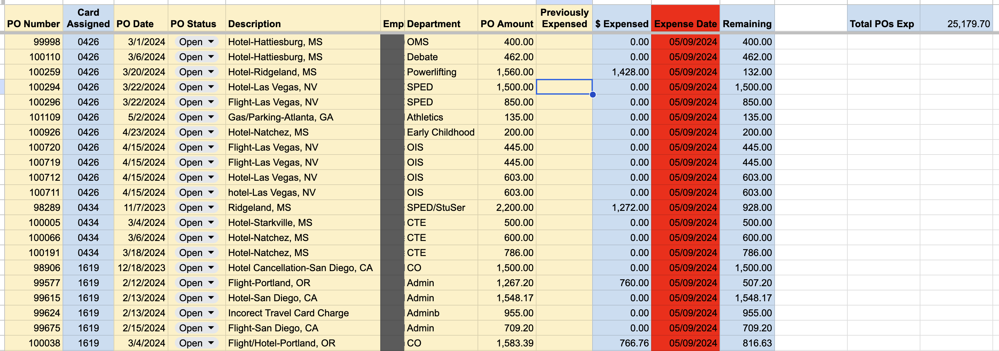 PO Number Card Assigned PO Date PO Status Description Emp Department PO Amount Previously Expensed $ Expensed Expense Date Remaining Total POs Exp 25,179.70
99998 0426 3/1/2024 Open Hotel-Hattiesburg, MS OMS 400.00 0.00 05/09/2024 400.00
100110 0426 3/6/2024 Open Hotel-Hattiesburg, MS Debate 462.00 0.00 05/09/2024 462.00
100259 0426 3/20/2024 Open Hotel-Ridgeland, MS Powerlifting 1,560.00 1,428.00 05/09/2024 132.00
100294 0426 3/22/2024 Open Hotel-Las Vegas, NV SPED 1,500.00 0.00 05/09/2024 1,500.00
100296 0426 3/22/2024 Open Flight-Las Vegas, NV SPED 850.00 0.00 05/09/2024 850.00
101109 0426 5/2/2024 Open Gas/Parking-Atlanta, GA Athletics 135.00 0.00 05/09/2024 135.00
100926 0426 4/23/2024 Open Hotel-Natchez, MS Early Childhood 200.00 0.00 05/09/2024 200.00
100720 0426 4/15/2024 Open Flight-Las Vegas, NV OIS 445.00 0.00 05/09/2024 445.00
100719 0426 4/15/2024 Open Flight-Las Vegas, NV OIS 445.00 0.00 05/09/2024 445.00
100712 0426 4/15/2024 Open Hotel-Las Vegas, NV OIS 603.00 0.00 05/09/2024 603.00
100711 0426 4/15/2024 Open hotel-Las Vegas, NV OIS 603.00 0.00 05/09/2024 603.00
98289 0434 11/7/2023 Open Ridgeland, MS SPED/StuSer 2,200.00 1,272.00 05/09/2024 928.00
100005 0434 3/4/2024 Open Hotel-Starkville, MS CTE 500.00 0.00 05/09/2024 500.00
100066 0434 3/6/2024 Open Hotel-Natchez, MS CTE 600.00 0.00 05/09/2024 600.00
100191 0434 3/18/2024 Open Hotel-Natchez, MS CTE 786.00 0.00 05/09/2024 786.00
98906 1619 12/18/2023 Open Hotel Cancellation-San Diego, CA CO 1,500.00 0.00 05/09/2024 1,500.00
99577 1619 2/12/2024 Open Flight-Portland, OR Admin 1,267.20 760.00 05/09/2024 507.20
99615 1619 2/13/2024 Open Hotel-San Diego, CA Admin 1,548.17 0.00 05/09/2024 1,548.17
99624 1619 2/13/2024 Open Incorect Travel Card Charge Adminb 955.00 0.00 05/09/2024 955.00
99675 1619 2/15/2024 Open Flight-San Diego, CA Admin 709.20 0.00 05/09/2024 709.20
100038 1619 3/4/2024 Open Flight/Hotel-Portland, OR CO 1,583.39 766.76 05/09/2024 816.63